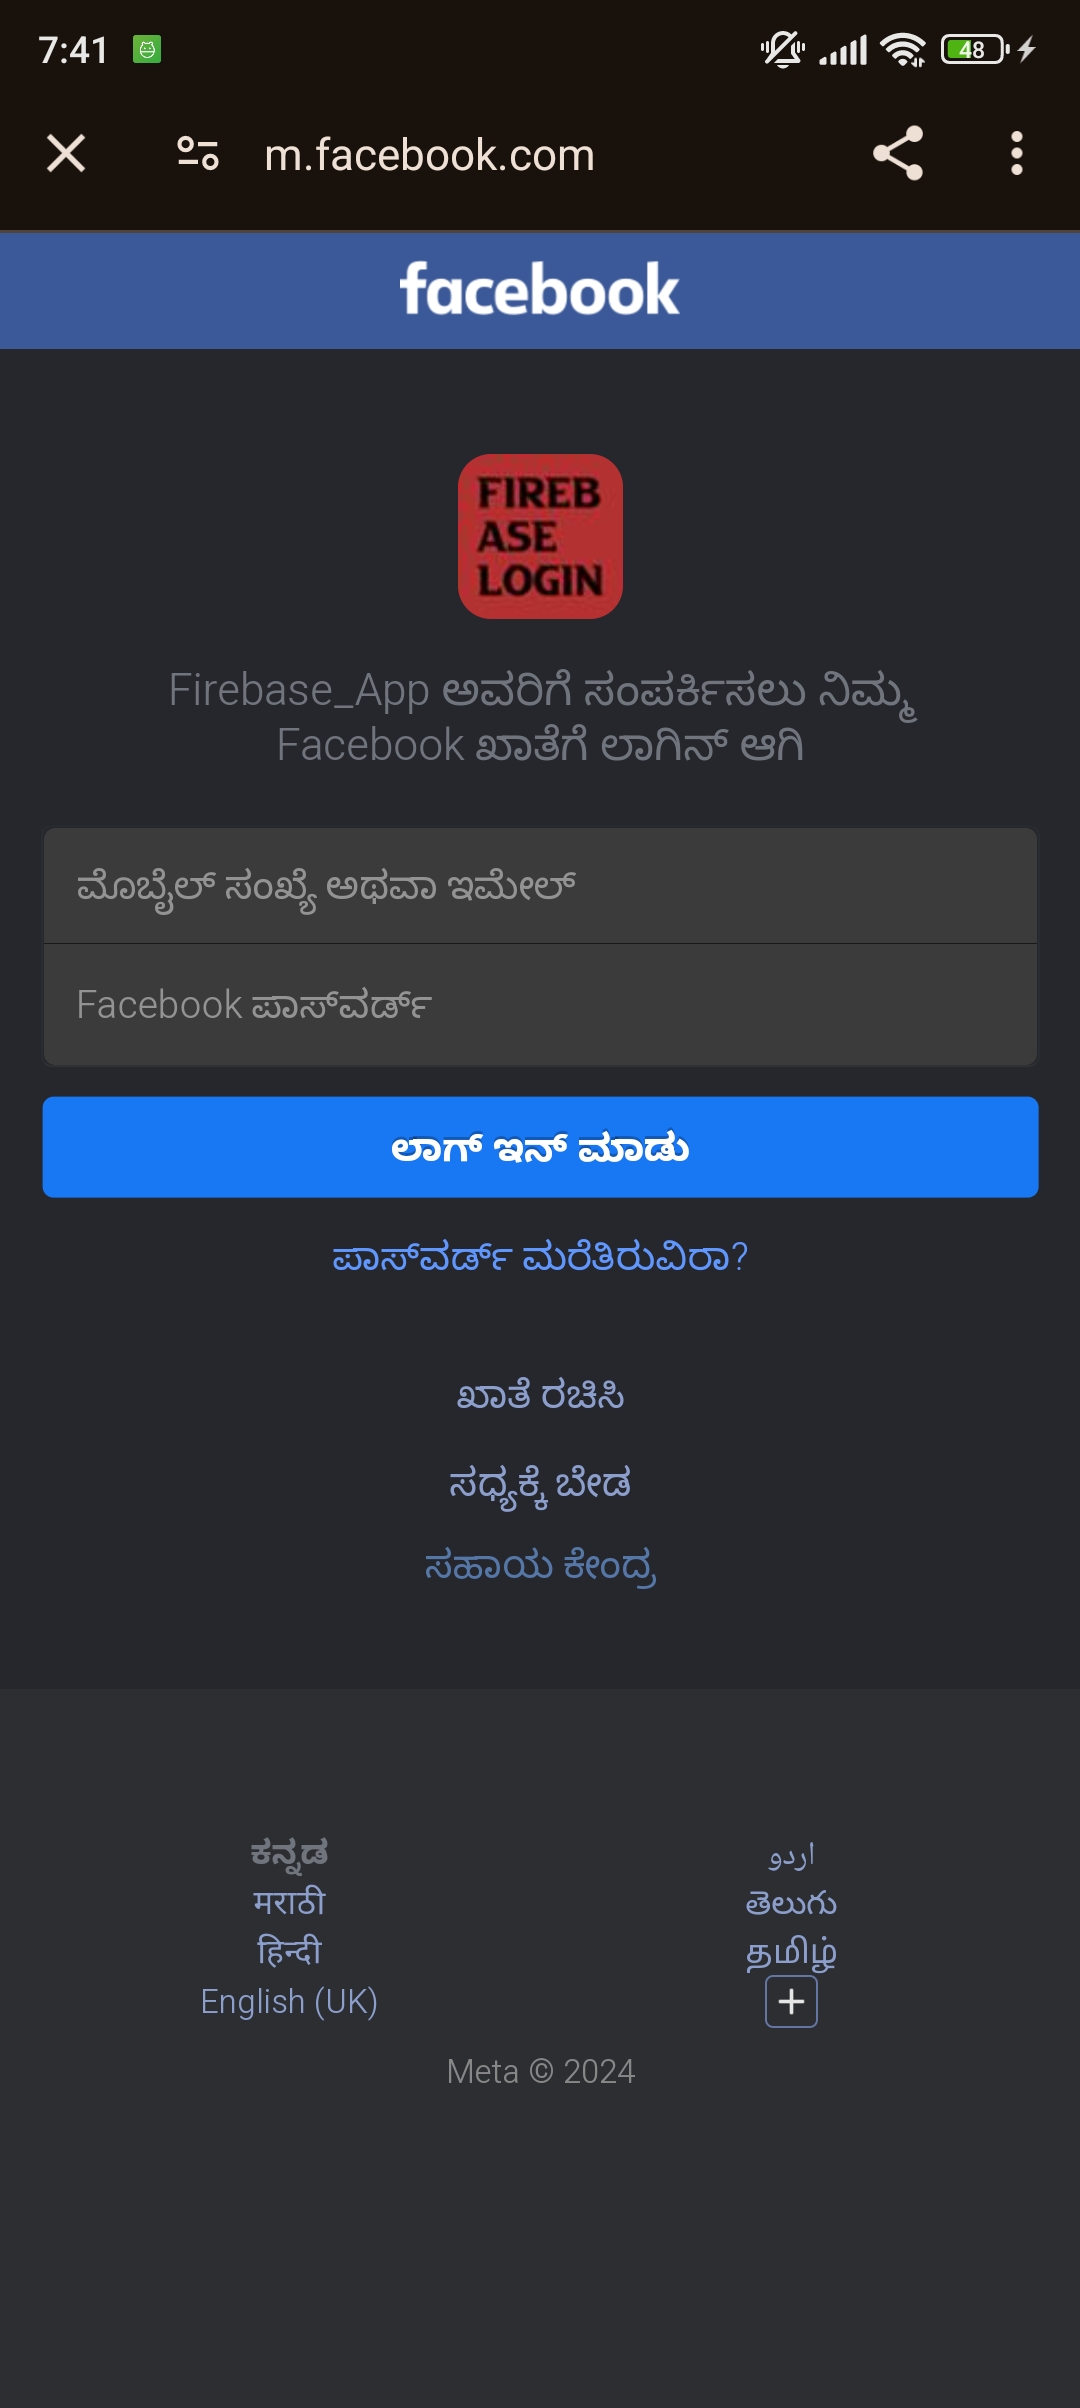 7:41
48
m.facebook.com
facebook
FIREB
ASE
LOGIN
Firebase_App ಅವರಿಗೆ ಸಂಪರ್ಕಿಸಲು ನಿಮ್ಮ
Facebook ಖಾತೆಗೆ ಲಾಗಿನ್ ಆಗಿ
ಮೊಬೈಲ್ ಸಂಖ್ಯೆ ಅಥವಾ ಇಮೇಲ್
Facebook ಪಾಸ್‌ವರ್ಡ್
ಲಾಗ್ ಇನ್ ಮಾಡು
ಪಾಸ್‌ವರ್ಡ್ ಮರೆತಿರುವಿರಾ?
ಖಾತೆ ರಚಿಸಿ
ಸಧ್ಯಕ್ಕೆ ಬೇಡ
ಸಹಾಯ ಕೇಂದ್ರ
ಕನ್ನಡ
मराठी
हिन्दी
English (UK)
اردو
తెలుగు
தமிழ்
Meta © 2024